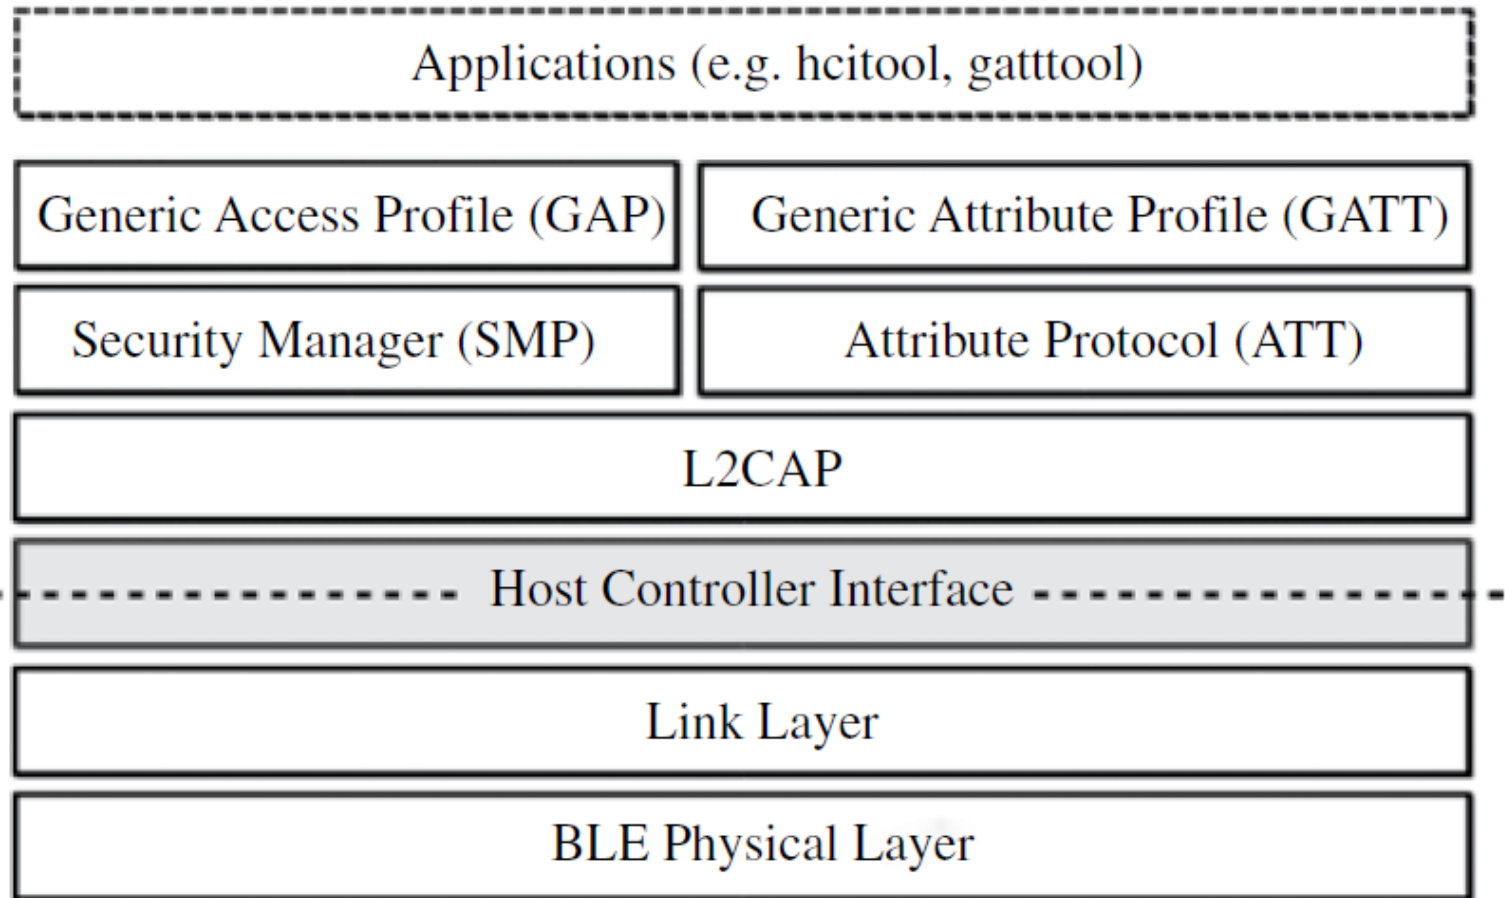 Applications (e.g. hcitool, gatttool)
Generic Access Profile (GAP)
Generic Attribute Profile (GATT)
Security Manager (SMP)
Attribute Protocol (ATT)
L2CAP
Host Controller Interface
Link Layer
BLE Physical Layer